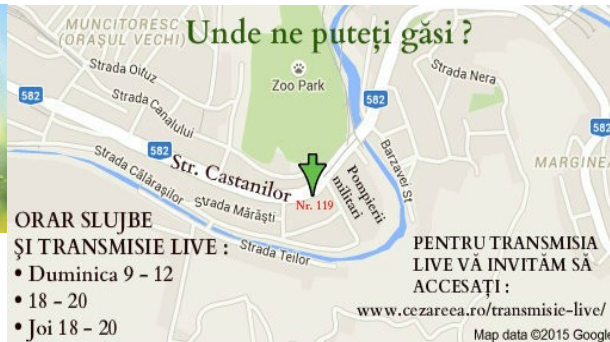 Unde ne puteți găsi ?
MUNCITORESC
(ORAȘUL VECHI)
Strada Oituz
Zoo Park
Strada Nera
582
582
582
582
Strada Canalului
Str. Castanilor
Strada Călărașilor
Strada Mărăști
Nr. 119
Pompierii
militari
Barzavei St
MARGINEA
Strada Teilor
ORAR SLUJBE
ȘI TRANSMISIE LIVE :
• Duminica 9 – 12
• 18 – 20
• Joi 18 – 20
PENTRU TRANSMISIA
LIVE VĂ INVITĂM SĂ
ACCESAȚI :
www.cezareea.ro/transmisie-live/
Map data ©2015 Google